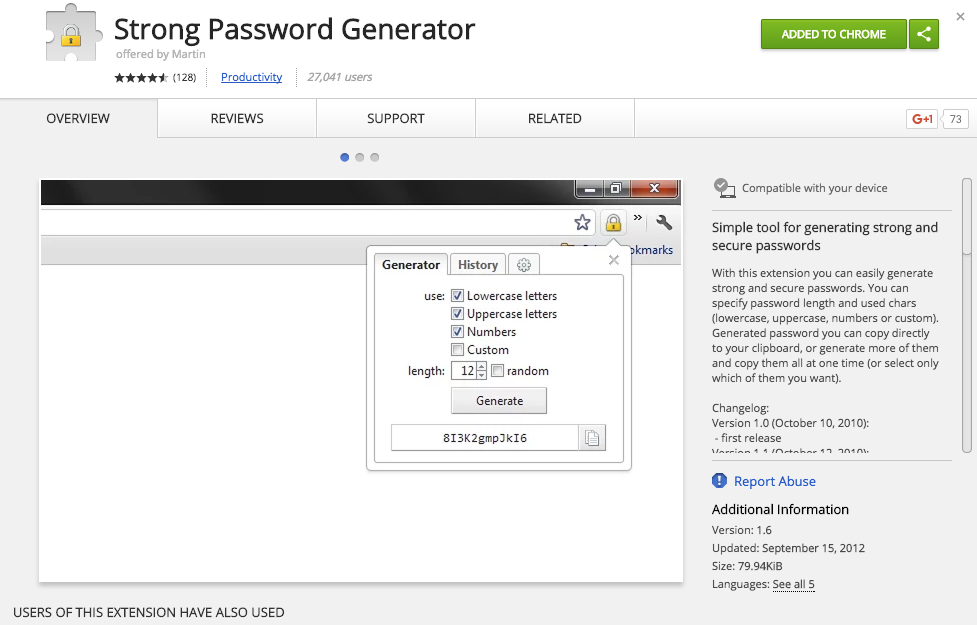 Strong Password Generator
offered by Martin
(128)
Productivity
27,041 users
ADDED TO CHROME
OVERVIEW
REVIEWS
SUPPORT
RELATED
G+1
73
»
okmarks
Generator
History
use:
Lowercase letters
Uppercase letters
Numbers
Custom
length:
12
random
Generate
8I3K2gmpJkI6
Compatible with your device
Simple tool for generating strong and
secure passwords
With this extension you can easily generate
strong and secure passwords. You can
specify password length and used chars
(lowercase, uppercase, numbers or custom).
Generated password you can copy directly
to your clipboard, or generate more of them
and copy them all at one time (or select only
which of them you want).
Changelog:
Version 1.0 (October 10, 2010):
- first release
Version 1.1 (October 12, 2010):
Report Abuse
Additional Information
Version: 1.6
Updated: September 15, 2012
Size: 79.94KiB
Languages: See all 5
USERS OF THIS EXTENSION HAVE ALSO USED